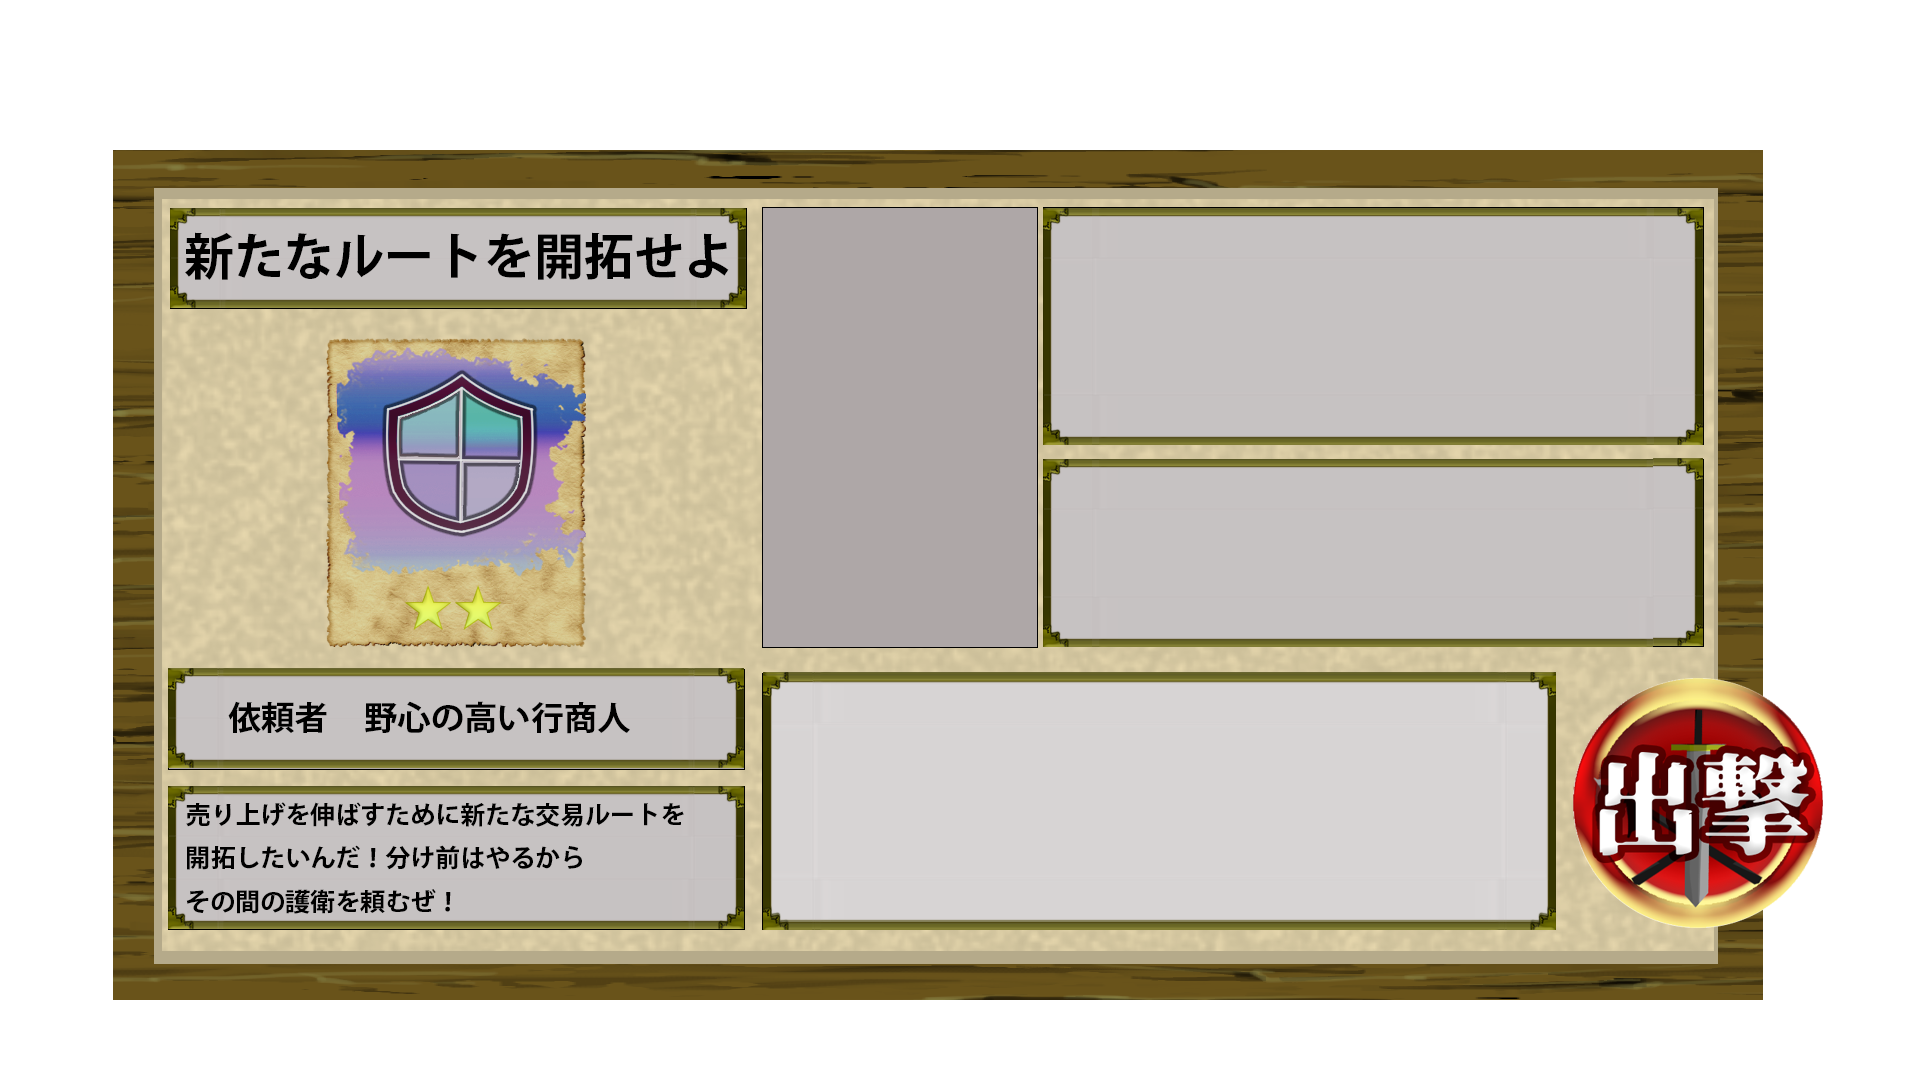 新たなルートを開拓せよ
依頼者　野心の高い行商人
売り上げを伸ばすために新たな交易ルートを
開拓したいんだ！分け前はやるから
その間の護衛を頼むぜ！
出撃